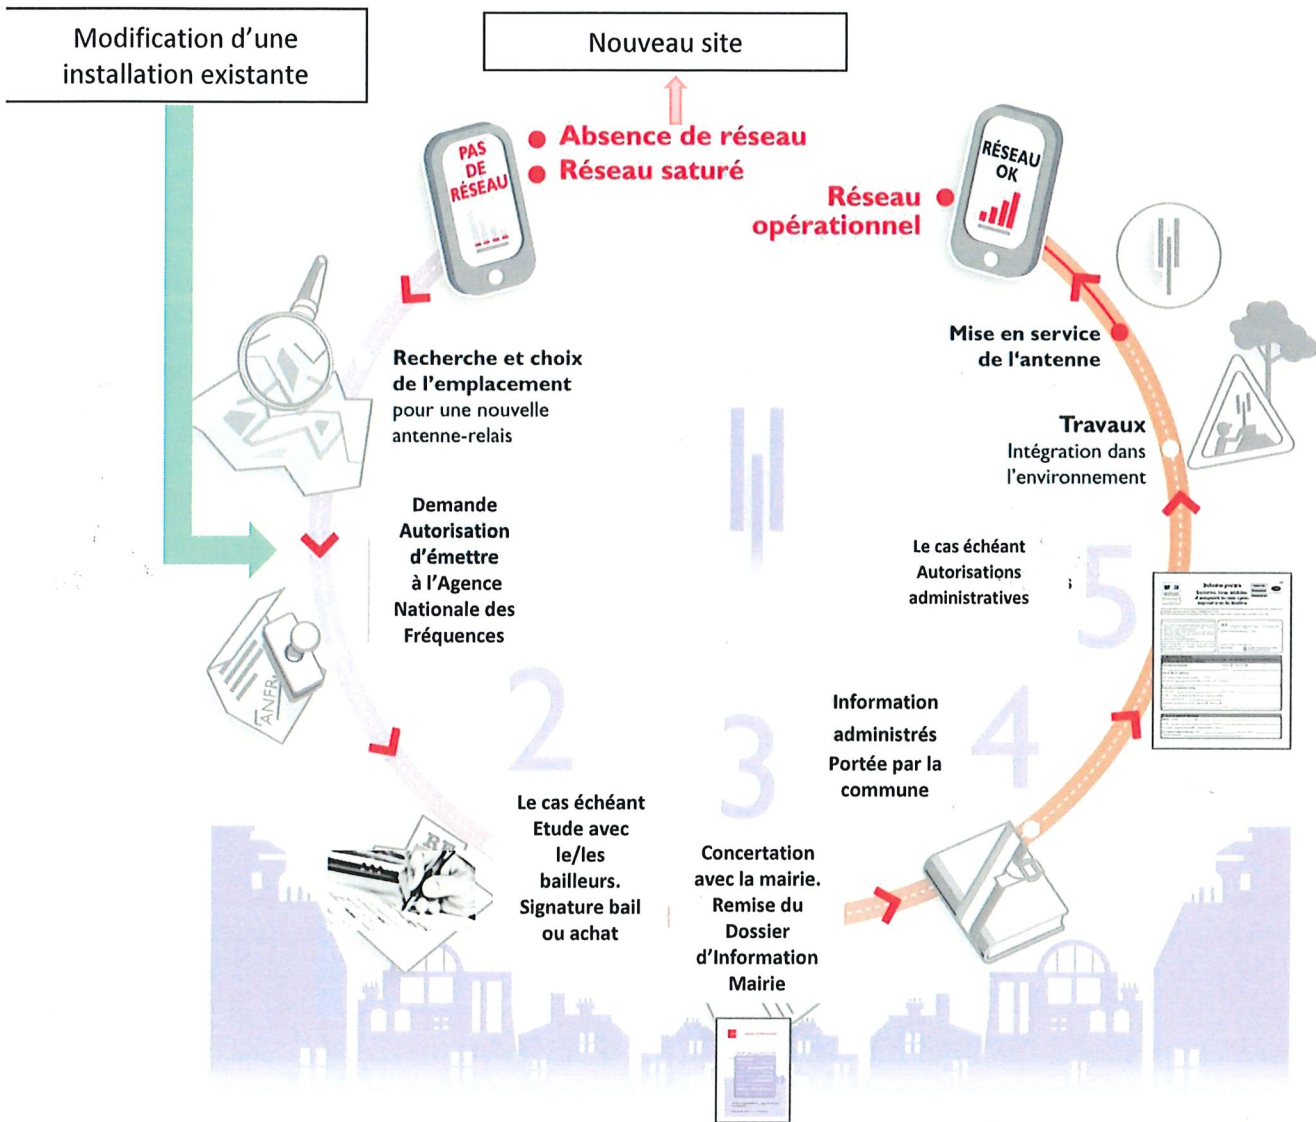 Modification d’une
installation existante
Nouveau site
PAS
DE
RÉSEAU
Absence de réseau
Réseau saturé
RÉSEAU
OK
Réseau
opérationnel
Recherche et choix
de l’emplacement
pour une nouvelle
antenne-relais
Mise en service
de l‘antenne
Travaux
Intégration dans
l’environnement
Demande
Autorisation
d’émettre
à l’Agence
Nationale des
Fréquences
Le cas échéant
Autorisations
administratives
5
ANFR
2
Le cas échéant
Etude avec
le/les
bailleurs.
Signature bail
ou achat
3
Concertation
avec la mairie.
Remise du
Dossier
d’Information
Mairie
4
Information
administrés
Portée par la
commune